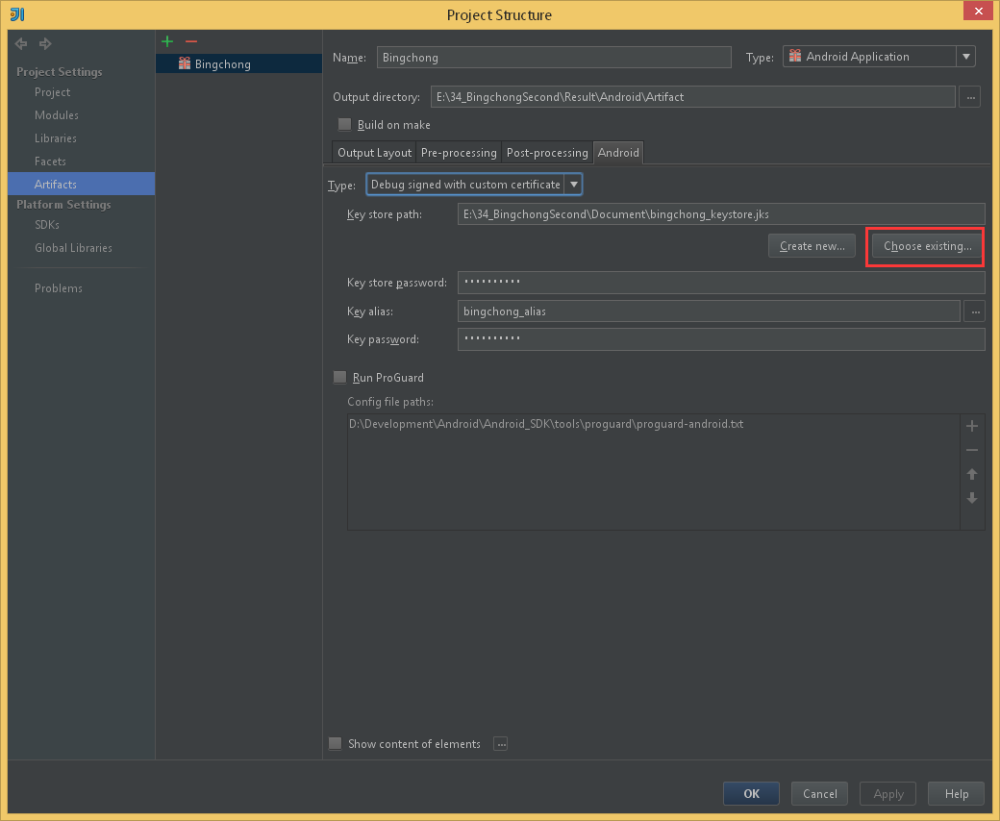 Project Structure
Project Settings
Project
Modules
Libraries
Facets
Artifacts
Platform Settings
SDKs
Global Libraries
Problems
Bingchong
Name: Bingchong Type: Android Application
Output directory: E:\34_BingchongSecond\Result\Android\Artifact ...
Build on make
Output Layout Pre-processing Post-processing Android
Type: Debug signed with custom certificate
Key store path: E:\34_BingchongSecond\Document\bingchong_keystore.jks
Create new... Choose existing...
Key store password: ••••••••••
Key alias: bingchong_alias ...
Key password: ••••••••••
Run ProGuard
Config file paths:
D:\Development\Android\Android_SDK\tools\proguard\proguard-android.txt
Show content of elements ...
OK Cancel Apply Help